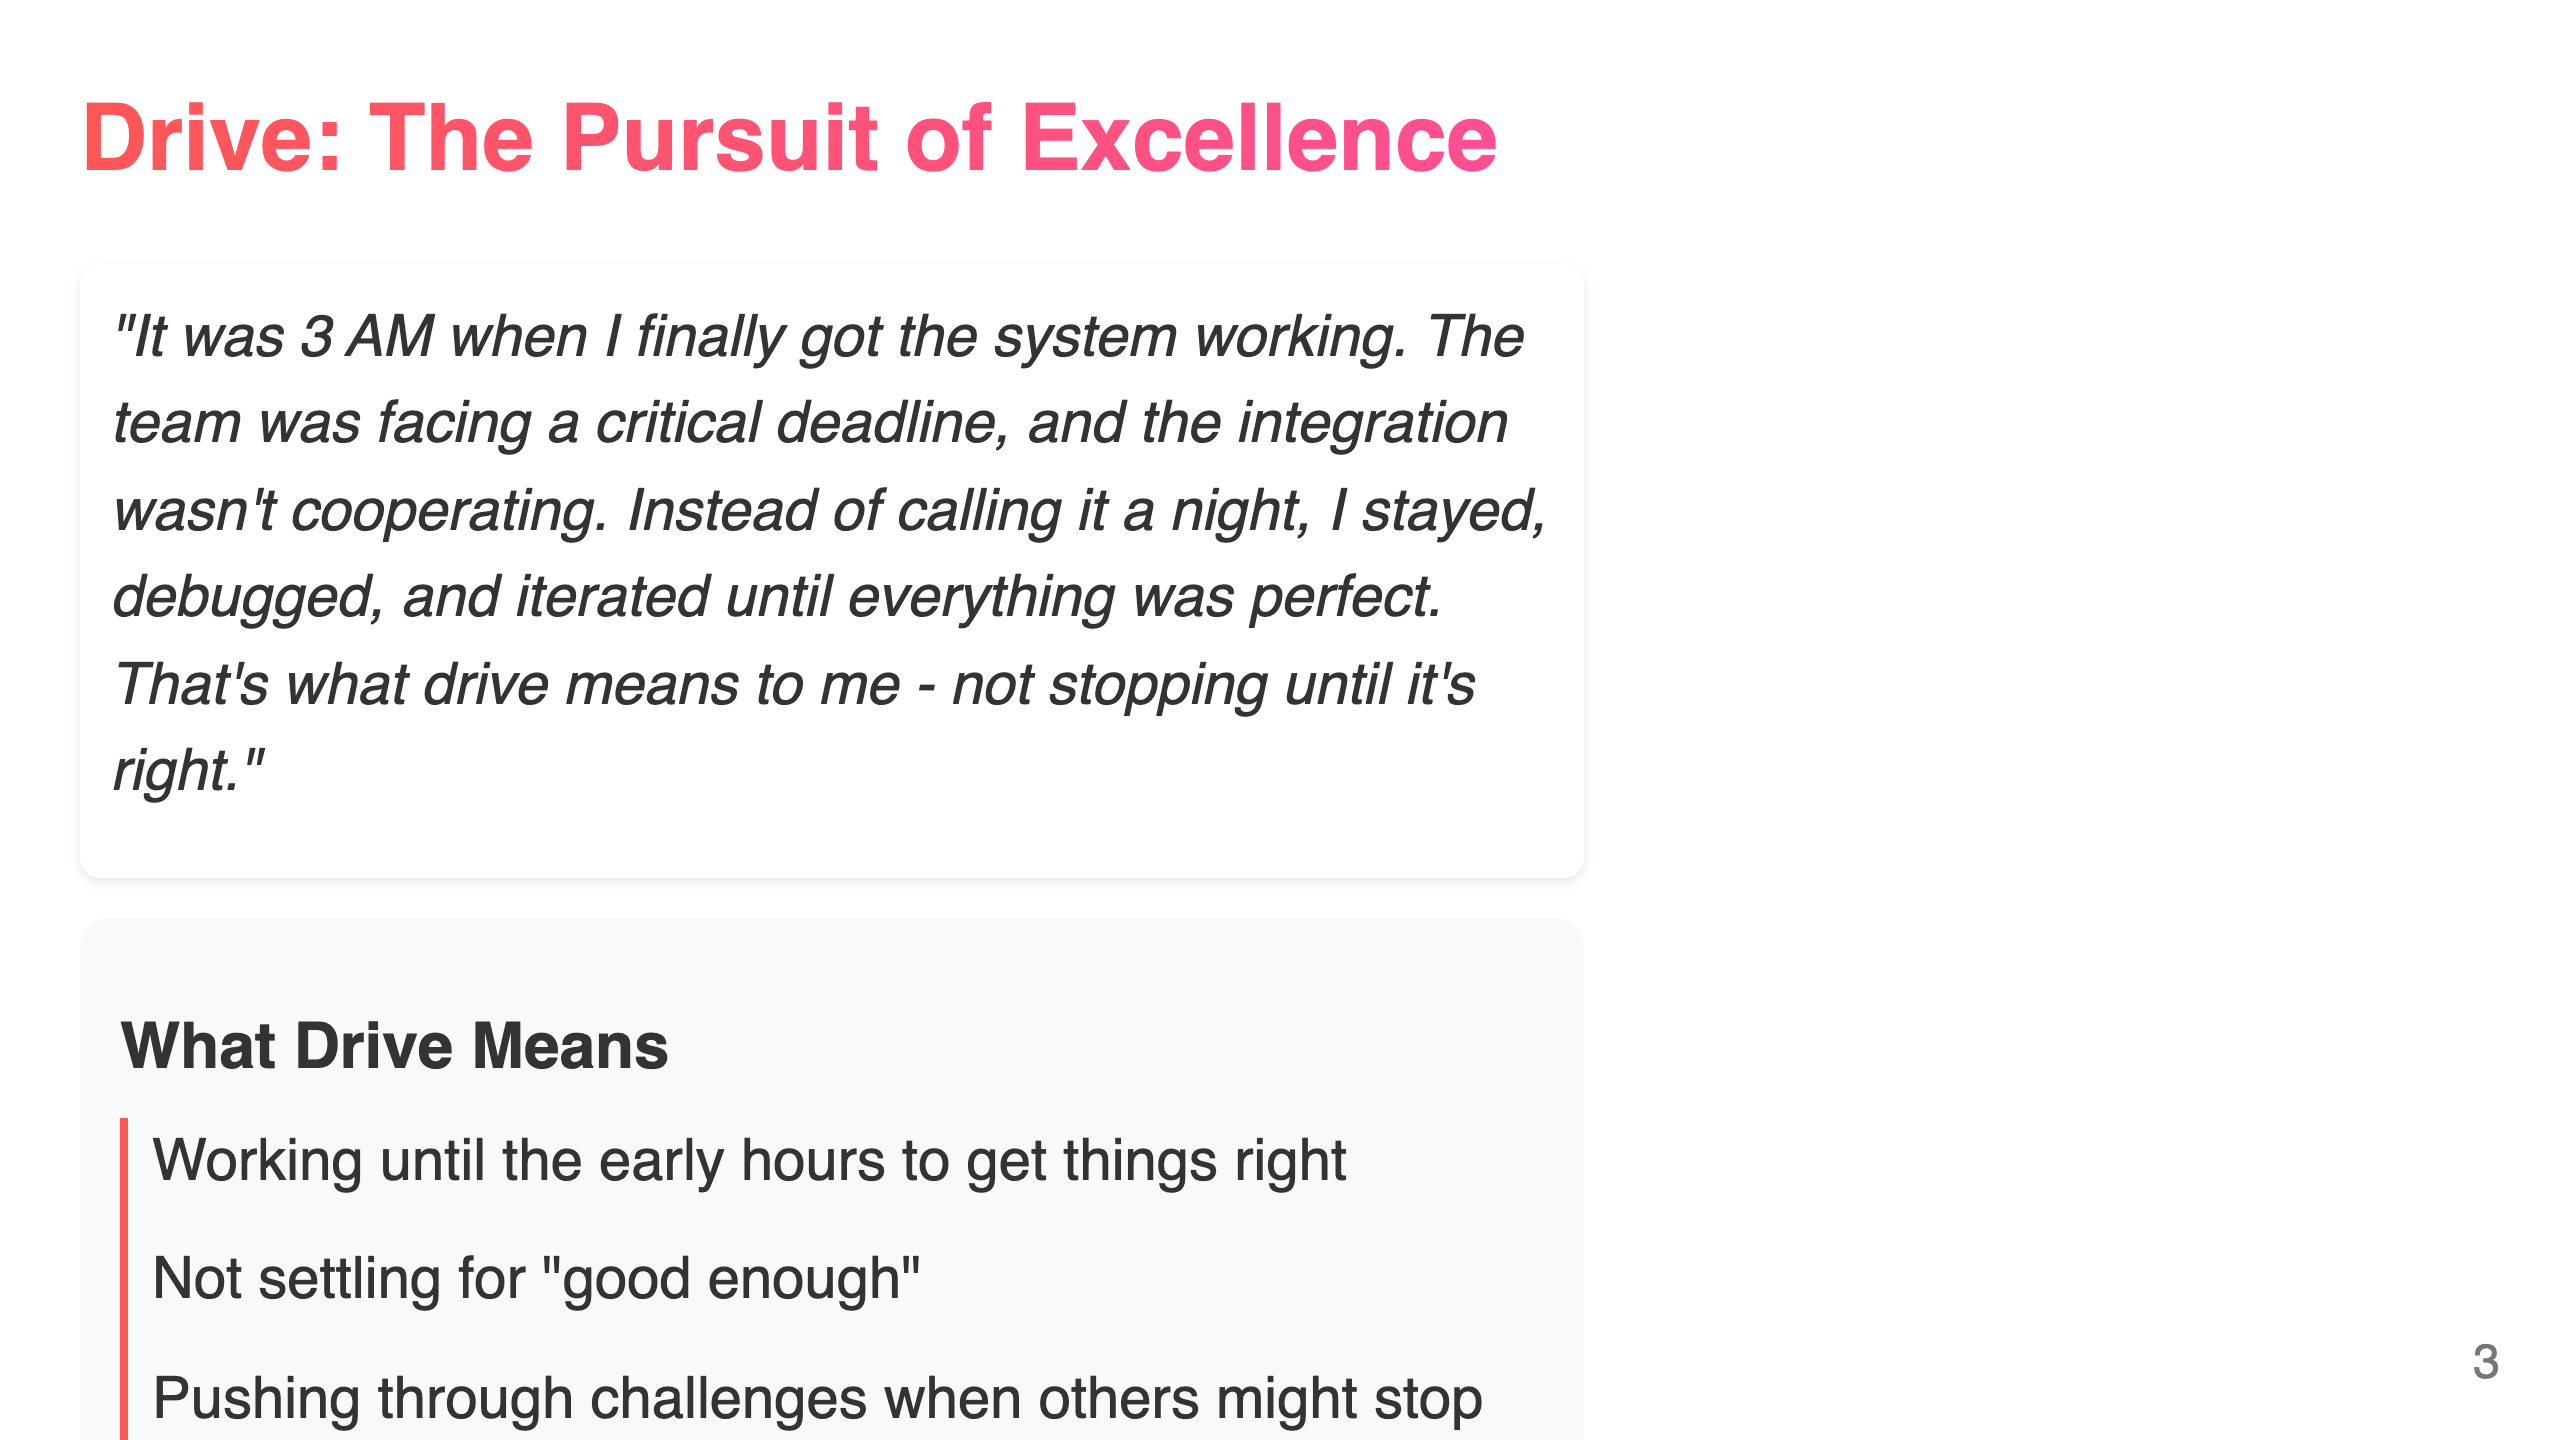 Drive: The Pursuit of Excellence
"It was 3 AM when I finally got the system working. The
team was facing a critical deadline, and the integration
wasn't cooperating. Instead of calling it a night, I stayed,
debugged, and iterated until everything was perfect.
That's what drive means to me - not stopping until it's
right."
What Drive Means
Working until the early hours to get things right
Not settling for "good enough"
Pushing through challenges when others might stop
3